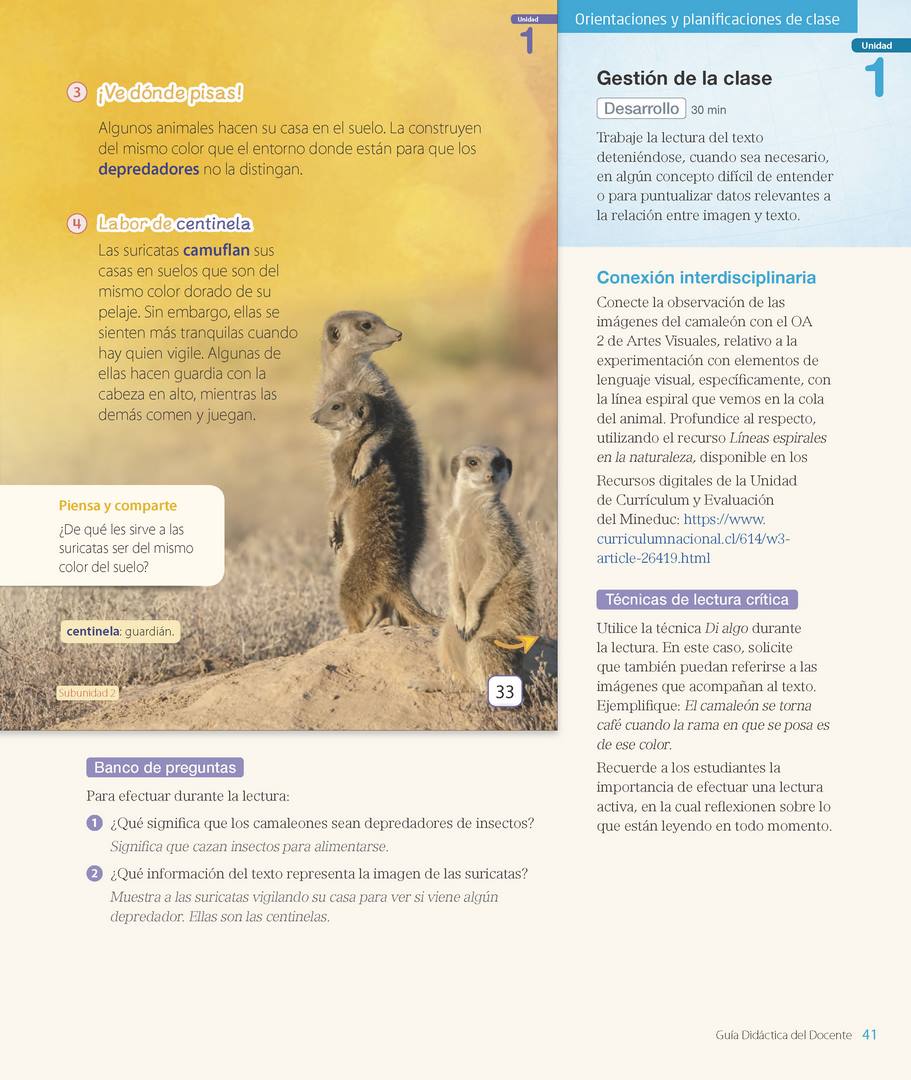 Unidad
1
3 ¡Ve dónde pisas!
Algunos animales hacen su casa en el suelo. La construyen
del mismo color que el entorno donde están para que los
depredadores no la distingan.
4 Labor de centinela
Las suricatas camuflan sus
casas en suelos que son del
mismo color dorado de su
pelaje. Sin embargo, ellas se
sienten más tranquilas cuando
hay quien vigile. Algunas de
ellas hacen guardia con la
cabeza en alto, mientras las
demás comen y juegan.
Piensa y comparte
¿De qué les sirve a las
suricatas ser del mismo
color del suelo?
centinela: guardián.
Subunidad 2
33
Banco de preguntas
Para efectuar durante la lectura:
1 ¿Qué significa que los camaleones sean depredadores de insectos?
Significa que cazan insectos para alimentarse.
2 ¿Qué información del texto representa la imagen de las suricatas?
Muestra a las suricatas vigilando su casa para ver si viene algún
depredador. Ellas son las centinelas.
Orientaciones y planificaciones de clase
Unidad
1
Gestión de la clase
Desarrollo 30 min
Trabaje la lectura del texto
deteniéndose, cuando sea necesario,
en algún concepto difícil de entender
o para puntualizar datos relevantes a
la relación entre imagen y texto.
Conexión interdisciplinaria
Conecte la observación de las
imágenes del camaleón con el OA
2 de Artes Visuales, relativo a la
experimentación con elementos de
lenguaje visual, específicamente, con
la línea espiral que vemos en la cola
del animal. Profundice al respecto,
utilizando el recurso Líneas espirales
en la naturaleza, disponible en los
Recursos digitales de la Unidad
de Currículum y Evaluación
del Mineduc: https://www.
curriculumnacional.cl/614/w3-
article-26419.html
Técnicas de lectura crítica
Utilice la técnica Di algo durante
la lectura. En este caso, solicite
que también puedan referirse a las
imágenes que acompañan al texto.
Ejemplifique: El camaleón se torna
café cuando la rama en que se posa es
de ese color.
Recuerde a los estudiantes la
importancia de efectuar una lectura
activa, en la cual reflexionen sobre lo
que están leyendo en todo momento.
Guía Didáctica del Docente 41